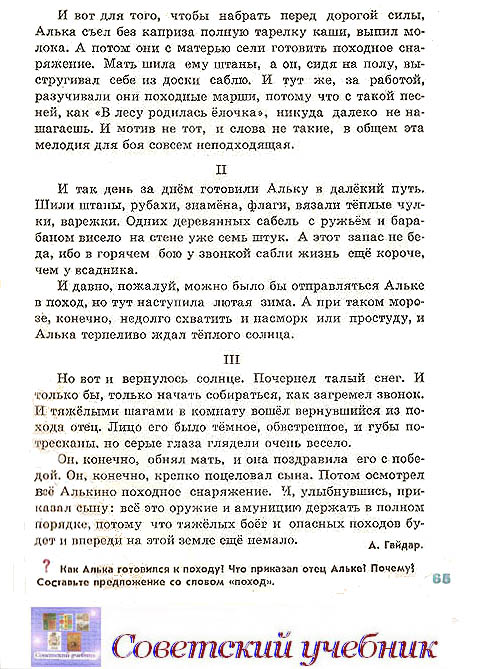 И вот для того, чтобы набрать перед дорогой силы,
Алька съел без каприза полную тарелку каши, выпил мо-
лока. А потом они с матерью сели готовить походное сна-
ряжение. Мать шила ему штаны, а он, сидя на полу, вы-
стругивал себе из доски саблю. И тут же, за работой,
разучивали они походные марши, потому что с такой пес-
ней, как «В лесу родилась ёлочка», никуда далеко не на-
шагаешь. И мотив не тот, и слова не такие, в общем эта
мелодия для боя совсем неподходящая.
II
И так день за днём готовили Альку в далёкий путь.
Шили штаны, рубахи, знамёна, флаги, вязали тёплые чул-
ки, варежки. Одних деревянных сабель с ружьём и бара-
баном висело на стене уже семь штук. А этот запас не бе-
да, ибо в горячем бою у звонкой сабли жизнь ещё короче,
чем у всадника.
И давно, пожалуй, можно было бы отправляться Альке
в поход, но тут наступила лютая зима. А при таком моро-
зе, конечно, недолго схватить и насморк или простуду, и
Алька терпеливо ждал тёплого солнца.
III
Но вот и вернулось солнце. Почернел талый снег. И
только бы, только начать собираться, как загремел звонок.
И тяжёлыми шагами в комнату вошёл вернувшийся из по-
хода отец. Лицо его было тёмное, обветренное, и губы по-
тресканы, но серые глаза глядели очень весело.
Он, конечно, обнял мать, и она поздравила его с побе-
дой. Он, конечно, крепко поцеловал сына. Потом осмотрел
всё Алькино походное снаряжение. И, улыбнувшись, при-
казал сыну: всё это оружие и амуницию держать в полном
порядке, потому что тяжёлых боёв и опасных походов бу-
дет и впереди на этой земле ещё немало.
А. Гайдар.
? Как Алька готовился к походу? Что приказал отец Альке? Почему?
Составьте предложение со словом «поход».
65
Советский учебник